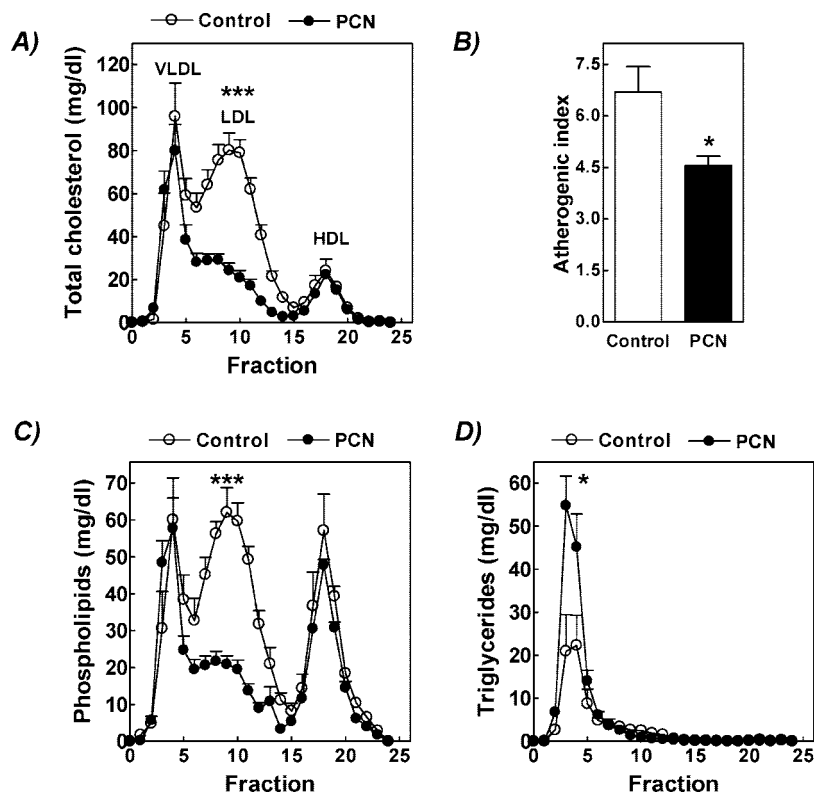 Control PCN
A)
Total cholesterol (mg/dl)
120
100
80
60
40
20
0
VLDL
***
LDL
HDL
0 5 10 15 20 25
Fraction
B)
Atherogenic index
7.5
6.0
4.5
3.0
1.5
0.0
*
Control PCN
C)
Control PCN
Phospholipids (mg/dl)
70
60
50
40
30
20
10
0
***
0 5 10 15 20 25
Fraction
D)
Control PCN
Triglycerides (mg/dl)
60
50
40
30
20
10
0
*
0 5 10 15 20 25
Fraction